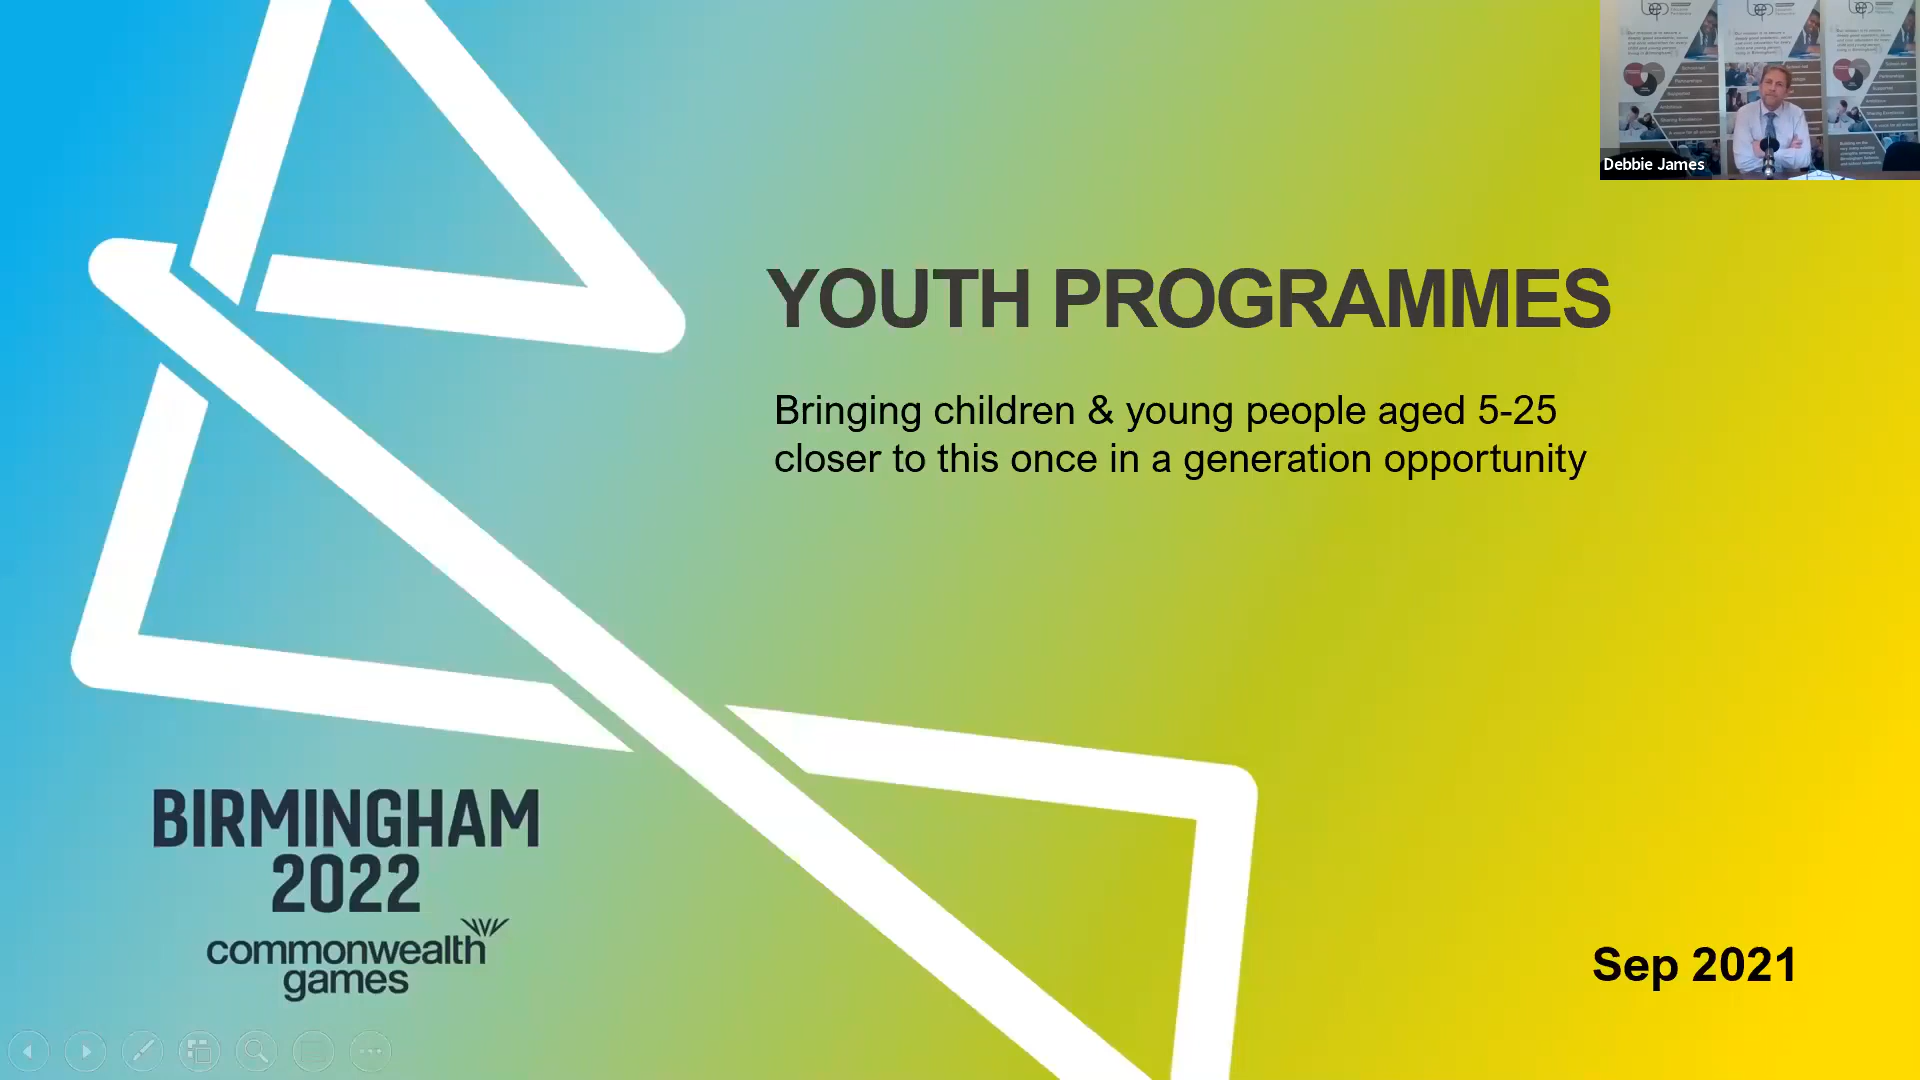 YOUTH PROGRAMMES
Bringing children & young people aged 5-25
closer to this once in a generation opportunity
BIRMINGHAM
2022
commonwealth
games
Sep 2021
Debbie James